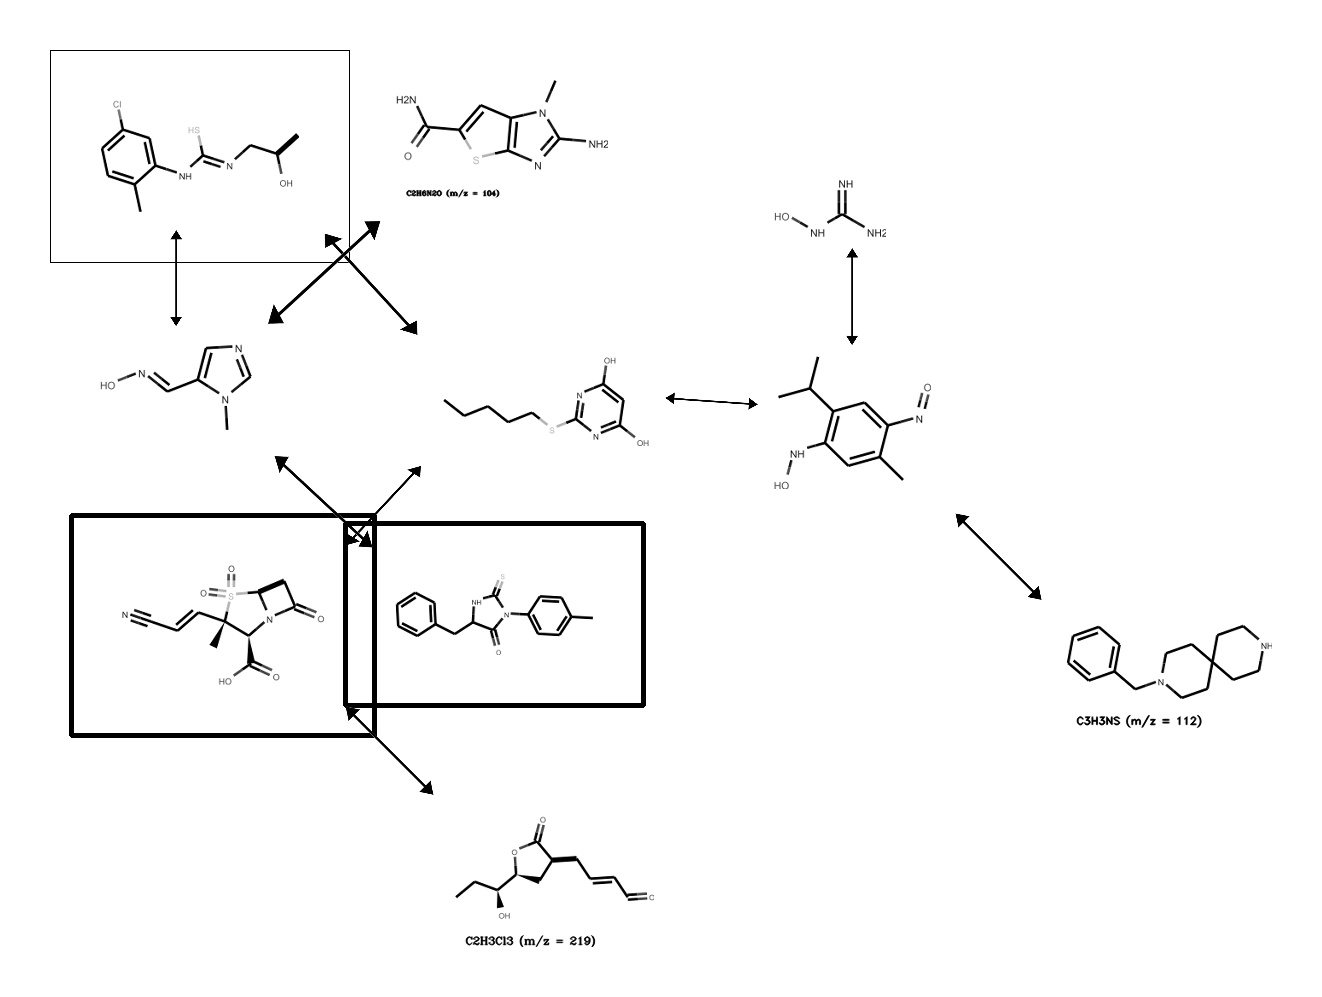 Cl
H2N
HS
N
NH2
O
S
N
N
NH
OH
C2H6N2O (m/z = 104)
NH
HO
NH
NH2
N
N
HO
N
OH
N
S
N
OH
O
N
NH
HO
O
O
S
N
N
O
O
HO
S
NH
N
O
NH
N
C3H3NS (m/z = 112)
O
O
O
OH
C2H3Cl3 (m/z = 219)